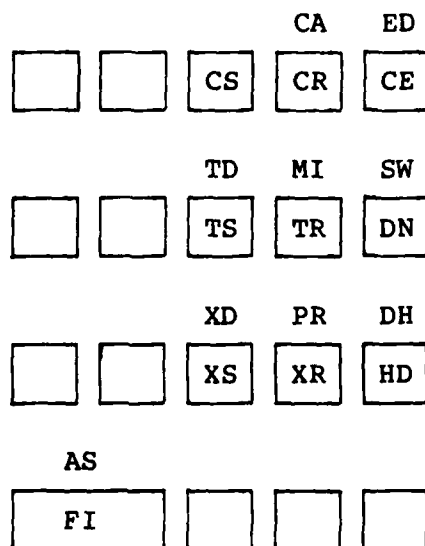 CA ED
CS CR CE
TD MI SW
TS TR DN
XD PR DH
XS XR HD
AS
FI